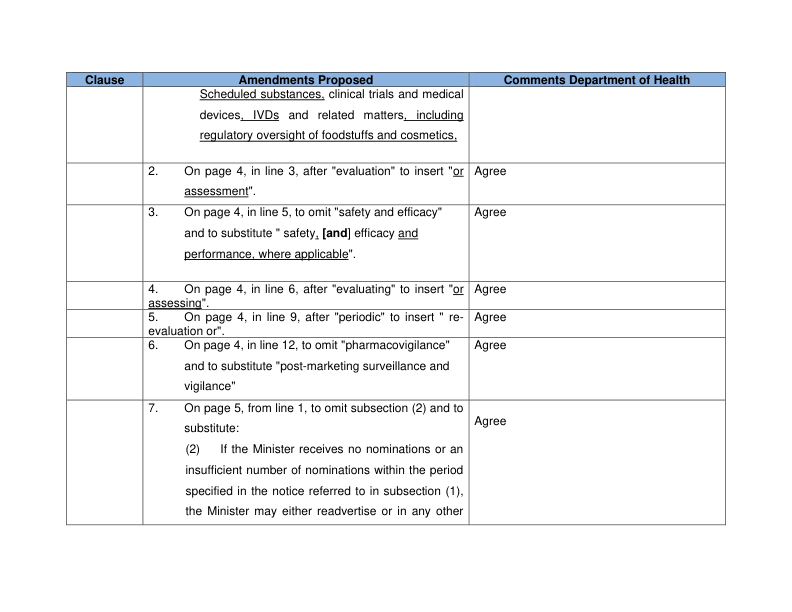 Clause Amendments Proposed Comments Department of Health
Scheduled substances, clinical trials and medical
devices, IVDs and related matters, including
regulatory oversight of foodstuffs and cosmetics,
2. On page 4, in line 3, after "evaluation" to insert "or Agree
assessment".
3. On page 4, in line 5, to omit "safety and efficacy" Agree
and to substitute " safety, [and] efficacy and
performance, where applicable".
4. On page 4, in line 6, after "evaluating" to insert "or Agree
assessing".
5. On page 4, in line 9, after "periodic" to insert " re- Agree
evaluation or".
6. On page 4, in line 12, to omit "pharmacovigilance" Agree
and to substitute "post-marketing surveillance and
vigilance"
7. On page 5, from line 1, to omit subsection (2) and to
substitute: Agree
(2) If the Minister receives no nominations or an
insufficient number of nominations within the period
specified in the notice referred to in subsection (1),
the Minister may either readvertise or in any other